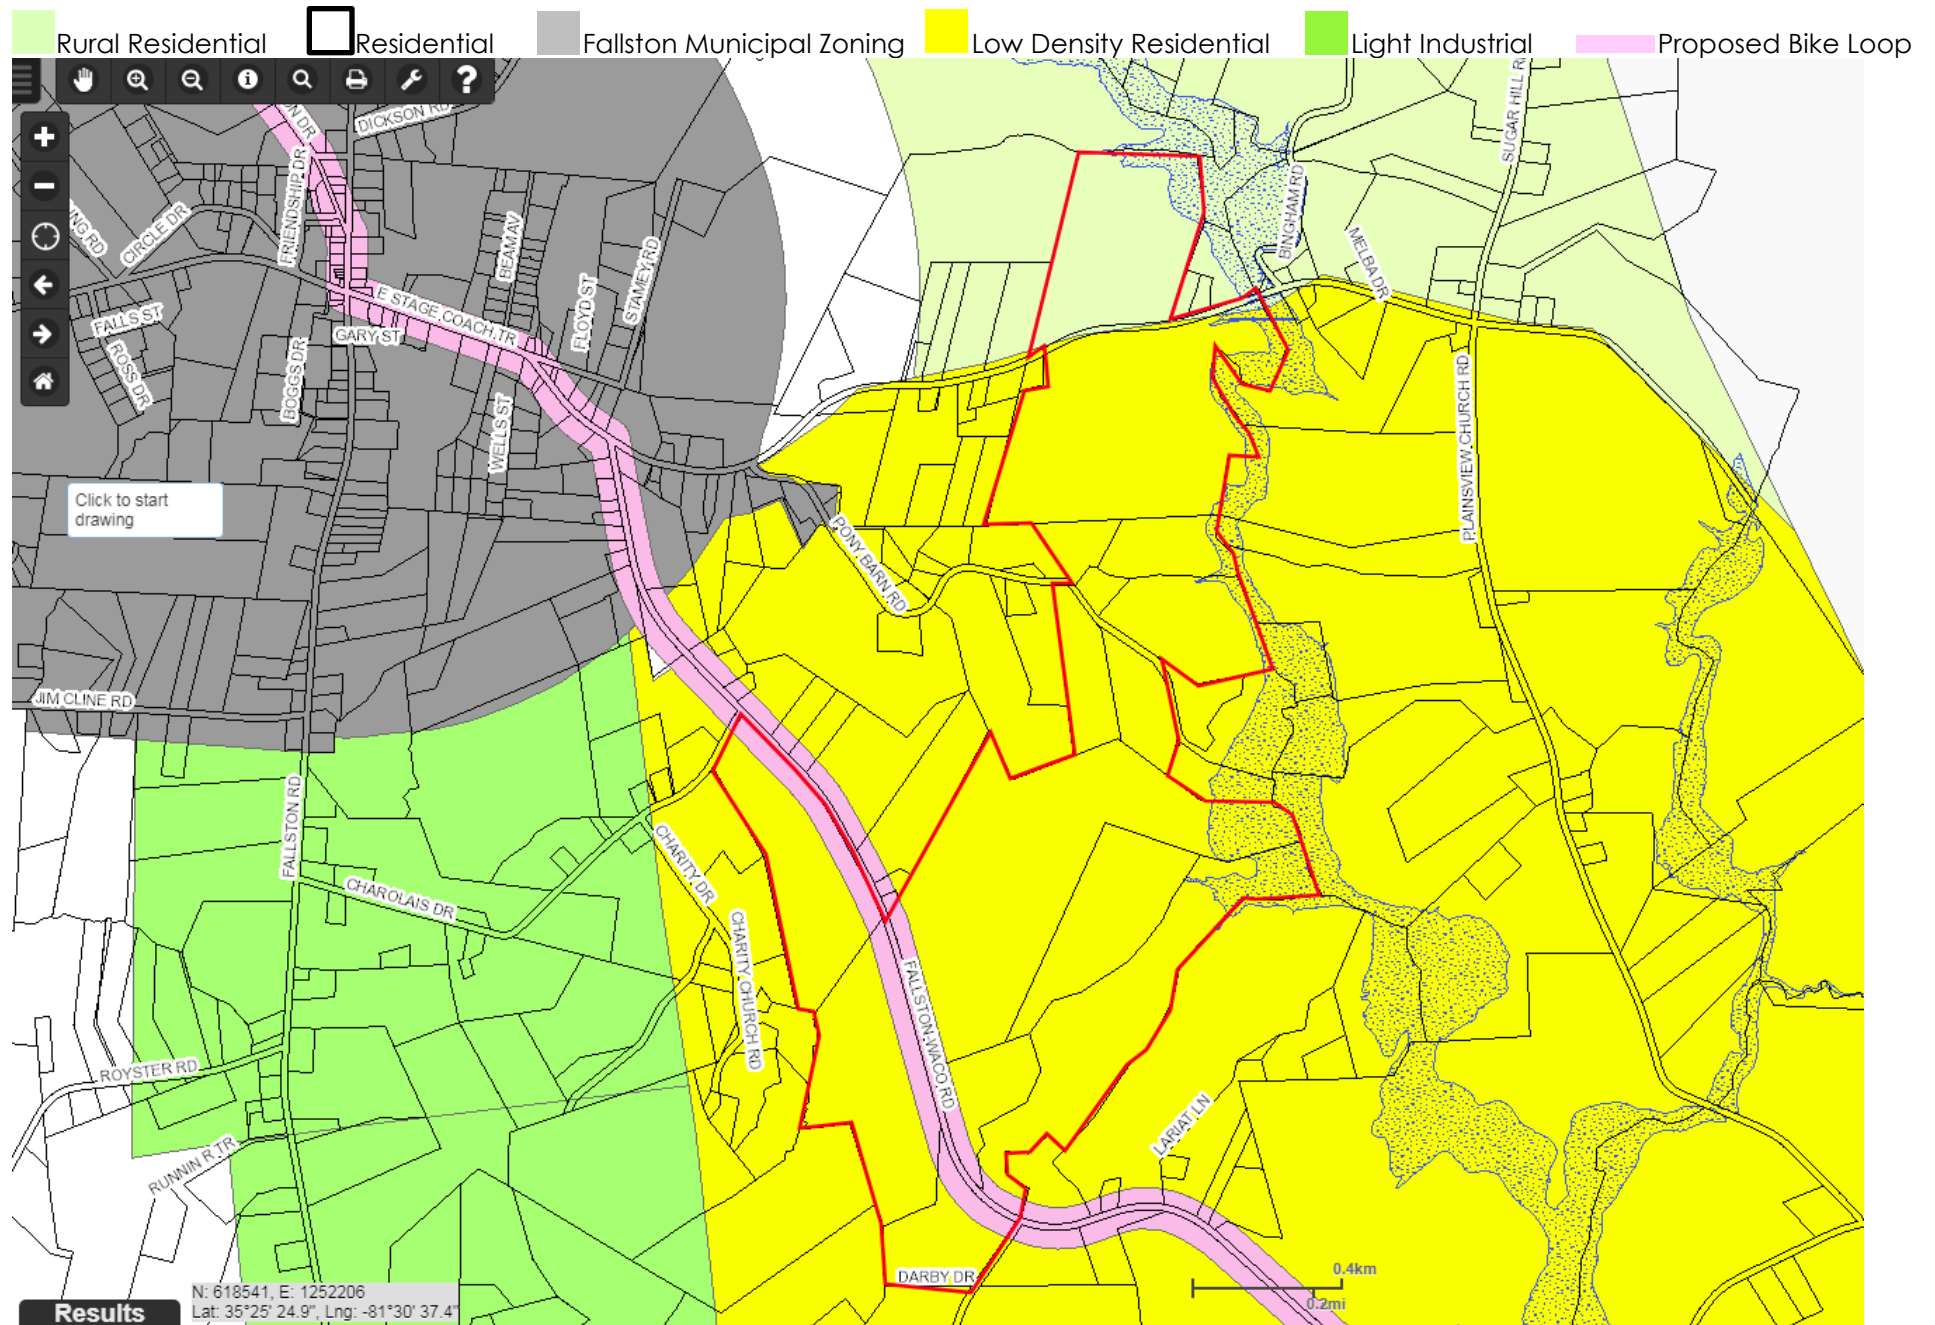 Rural Residential
Residential
Fallston Municipal Zoning
Low Density Residential
Light Industrial
Proposed Bike Loop
ON DR
DICKSON RD
FRIENDSHIP DR
CIRCLE DR
BEAM AV
STAMEY RD
FLOYD ST
E STAGE COACH TR
GARY ST
FALLS ST
ROSS DR
BOGGS DR
WELLS ST
SUGAR HILL R
BINGHAM RD
MELBA DR
PLAINSVIEW CHURCH RD
Click to start
drawing
PONY BARN RD
JIM CLINE RD
FALLSTON RD
CHAROLAIS DR
CHARITY DR
CHARITY CHURCH RD
FALLSTON-WACO RD
ROYSTER RD
RUNNIN R TR
LARIAT LN
DARBY DR
0.4km
0.2mi
N: 618541, E: 1252206
Lat: 35°25' 24.9", Lng: -81°30' 37.4"
Results